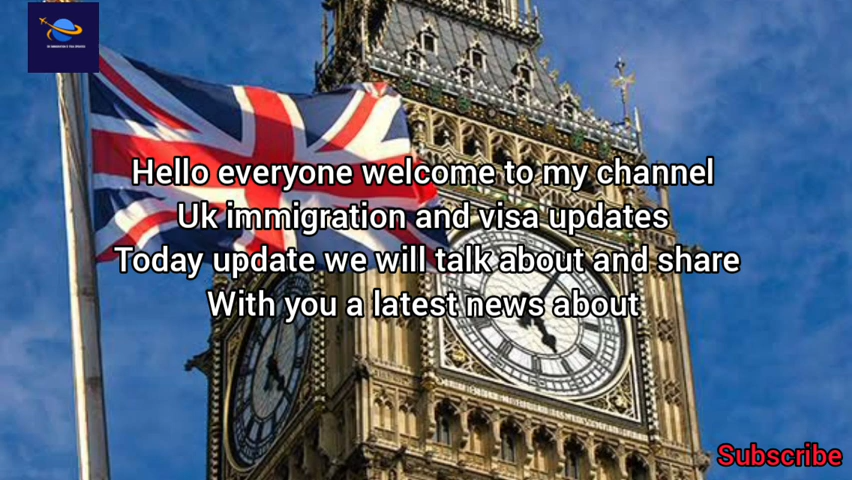 Hello everyone welcome to my channel
Uk immigration and visa updates
Today update we will talk about and share
With you a latest news about
Subscribe